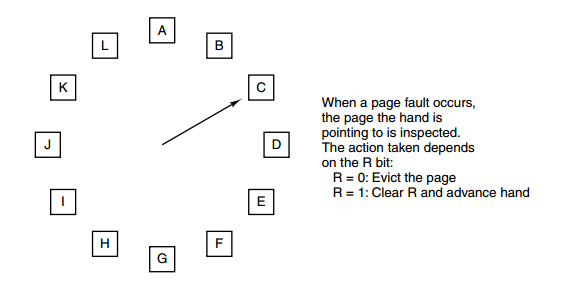 A
L
B
K
C
When a page fault occurs,
the page the hand is
pointing to is inspected.
The action taken depends
on the R bit:
R = 0: Evict the page
R = 1: Clear R and advance hand
J
D
I
E
H
F
G